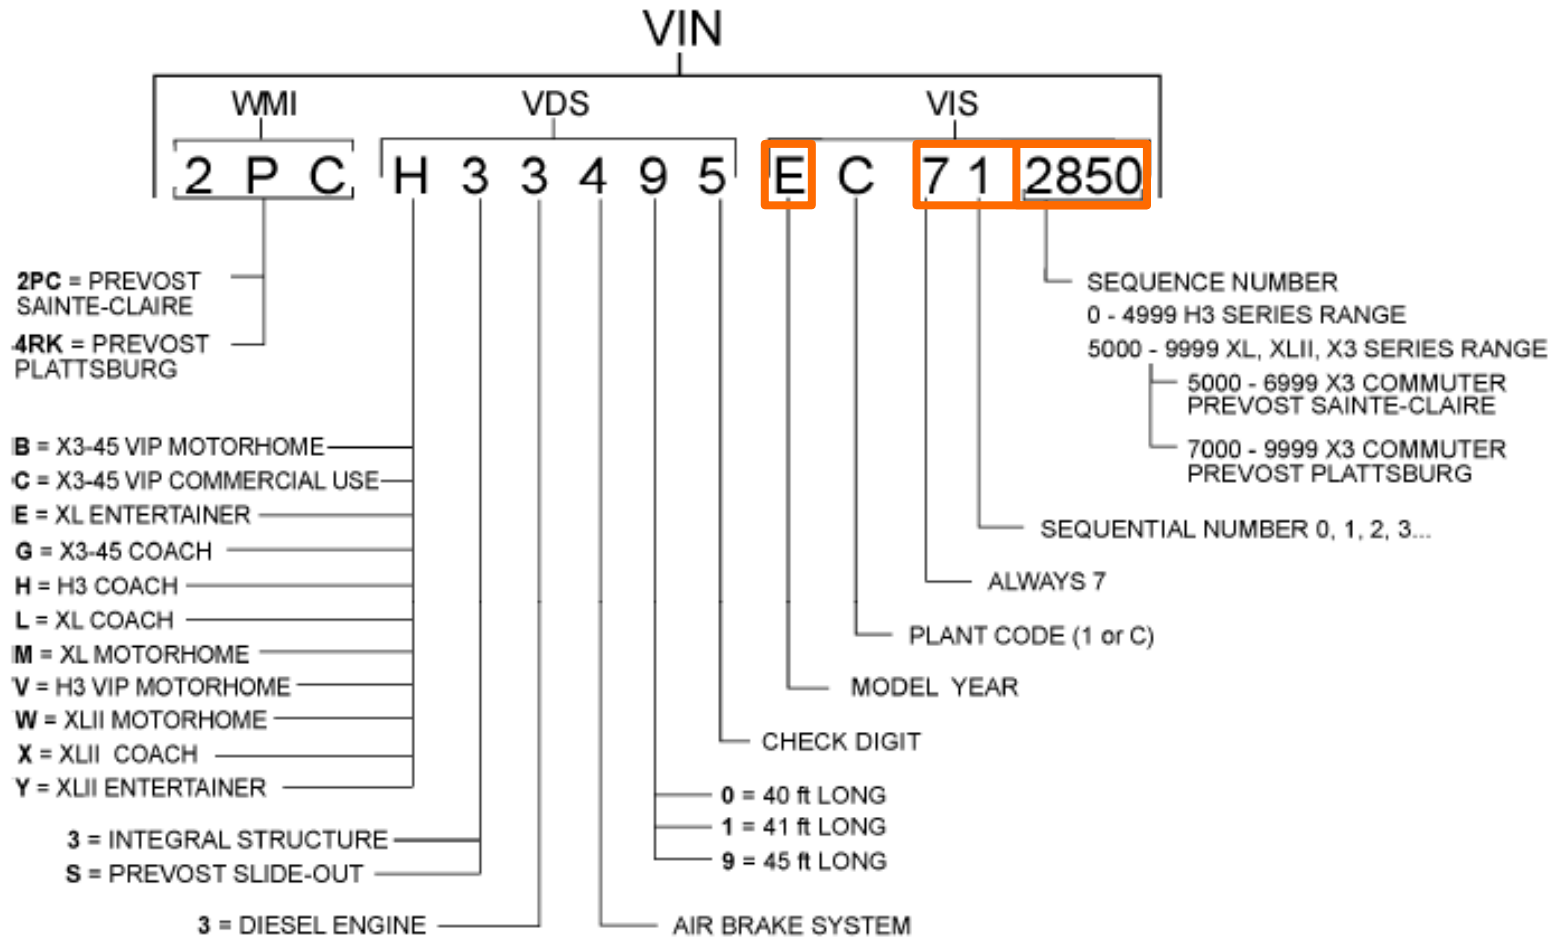 VIN
WMI VDS VIS
2 P C H 3 3 4 9 5 E C 7 1 2850
2PC = PREVOST
SAINTE-CLAIRE
4RK = PREVOST
PLATTSBURG
SEQUENCE NUMBER
0 - 4999 H3 SERIES RANGE
5000 - 9999 XL, XLII, X3 SERIES RANGE
5000 - 6999 X3 COMMUTER
PREVOST SAINTE-CLAIRE
7000 - 9999 X3 COMMUTER
PREVOST PLATTSBURG
B = X3-45 VIP MOTORHOME
C = X3-45 VIP COMMERCIAL USE
E = XL ENTERTAINER
G = X3-45 COACH
H = H3 COACH
L = XL COACH
M = XL MOTORHOME
V = H3 VIP MOTORHOME
W = XLII MOTORHOME
X = XLII COACH
Y = XLII ENTERTAINER
SEQUENTIAL NUMBER 0, 1, 2, 3...
ALWAYS 7
PLANT CODE (1 or C)
MODEL YEAR
CHECK DIGIT
0 = 40 ft LONG
1 = 41 ft LONG
9 = 45 ft LONG
3 = INTEGRAL STRUCTURE
S = PREVOST SLIDE-OUT
3 = DIESEL ENGINE
AIR BRAKE SYSTEM